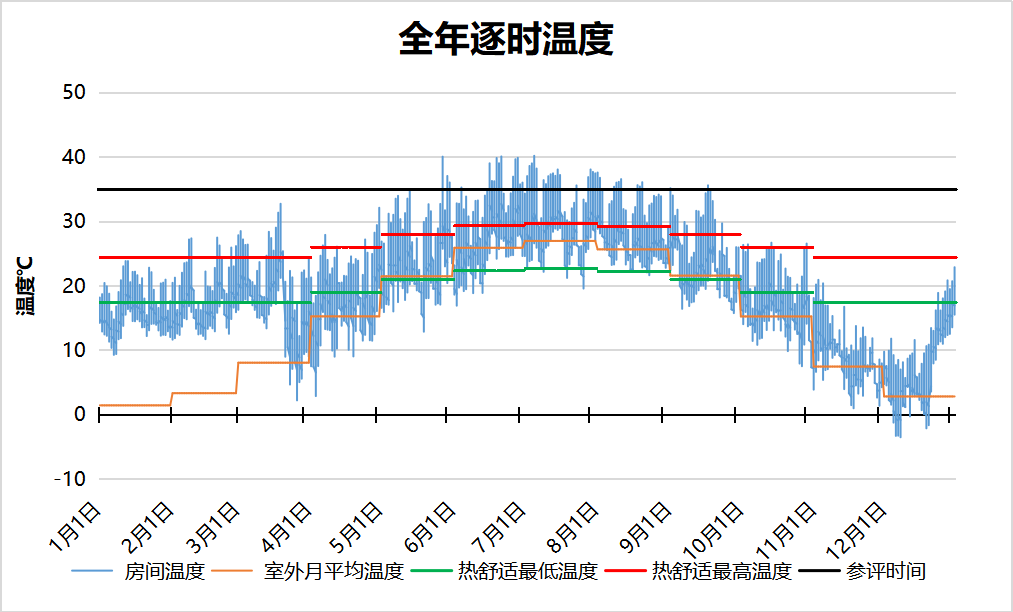 全年逐时温度
温度℃
50
40
30
20
10
0
-10
1月1日
2月1日
3月1日
4月1日
5月1日
6月1日
7月1日
8月1日
9月1日
10月1日
11月1日
12月1日
房间温度 室外月平均温度 热舒适最低温度 热舒适最高温度 参评时间